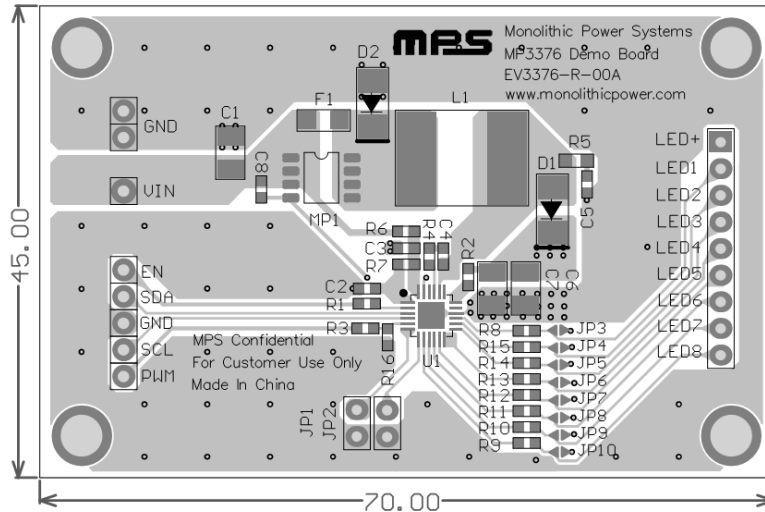 MPS
Monolithic Power Systems
MP3376 Demo Board
EV3376-R-00A
www.monolithicpower.com
D2
F1
L1
C1
GND
VIN
C8
MP1
R5
D1
C5
LED+
LED1
LED2
LED3
LED4
LED5
LED6
LED7
LED8
R6
C3
R7
R4
C4
R2
C7
C6
EN
SDA
GND
SCL
PWM
C2
R1
R3
R16
U1
MPS Confidential
For Customer Use Only
Made In China
JP1
JP2
R8
R15
R14
R13
R12
R11
R10
R9
JP3
JP4
JP5
JP6
JP7
JP8
JP9
JP10
45.00
70.00